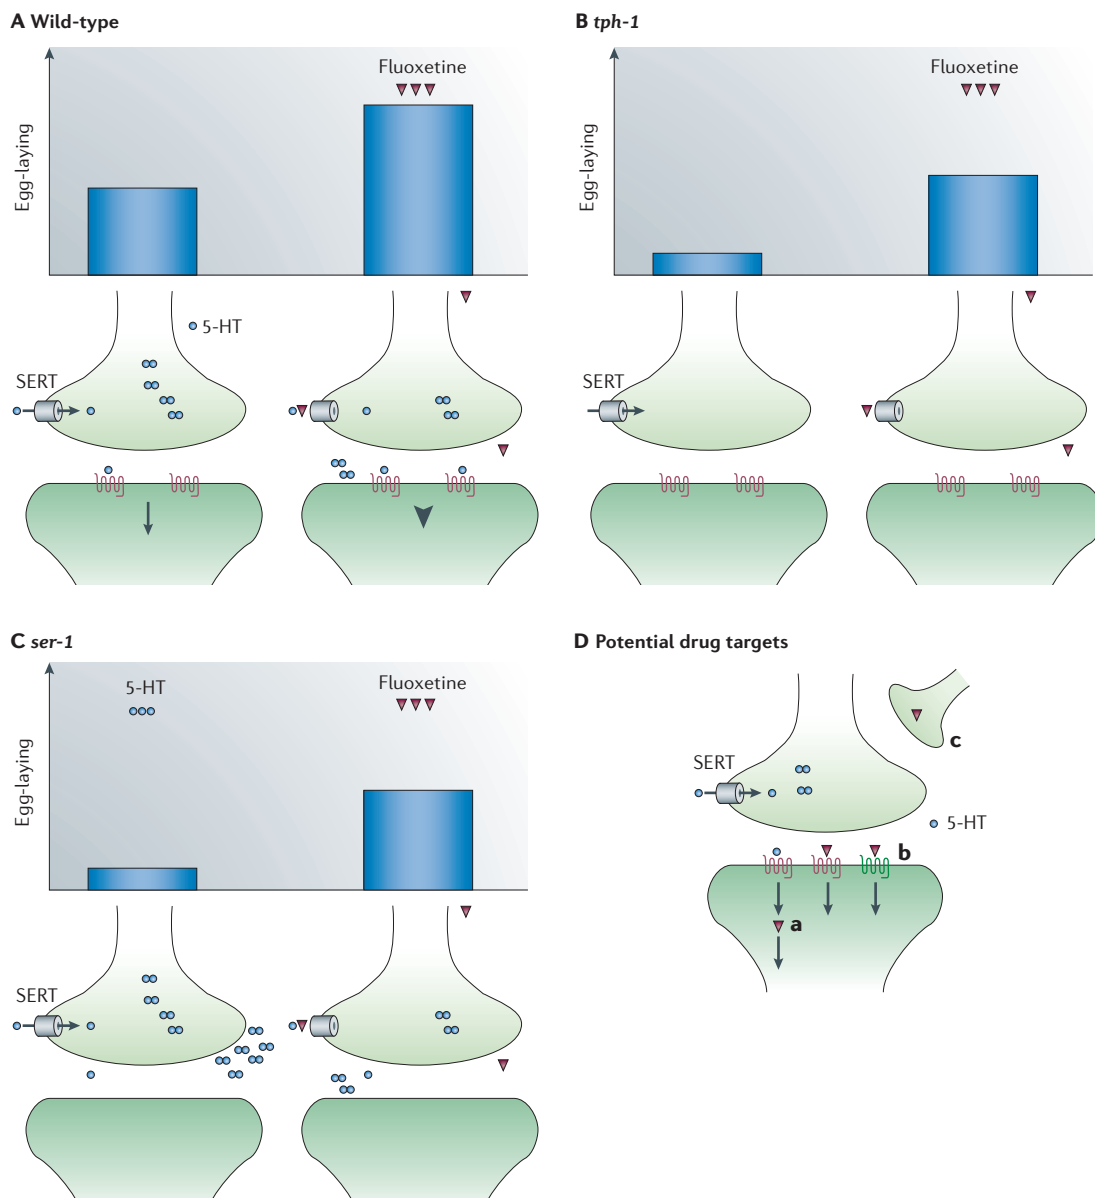 A Wild-type
Fluoxetine
Egg-laying
5-HT
SERT
B tph-1
Fluoxetine
Egg-laying
SERT
C ser-1
5-HT
Fluoxetine
Egg-laying
SERT
D Potential drug targets
c
SERT
5-HT
b
a